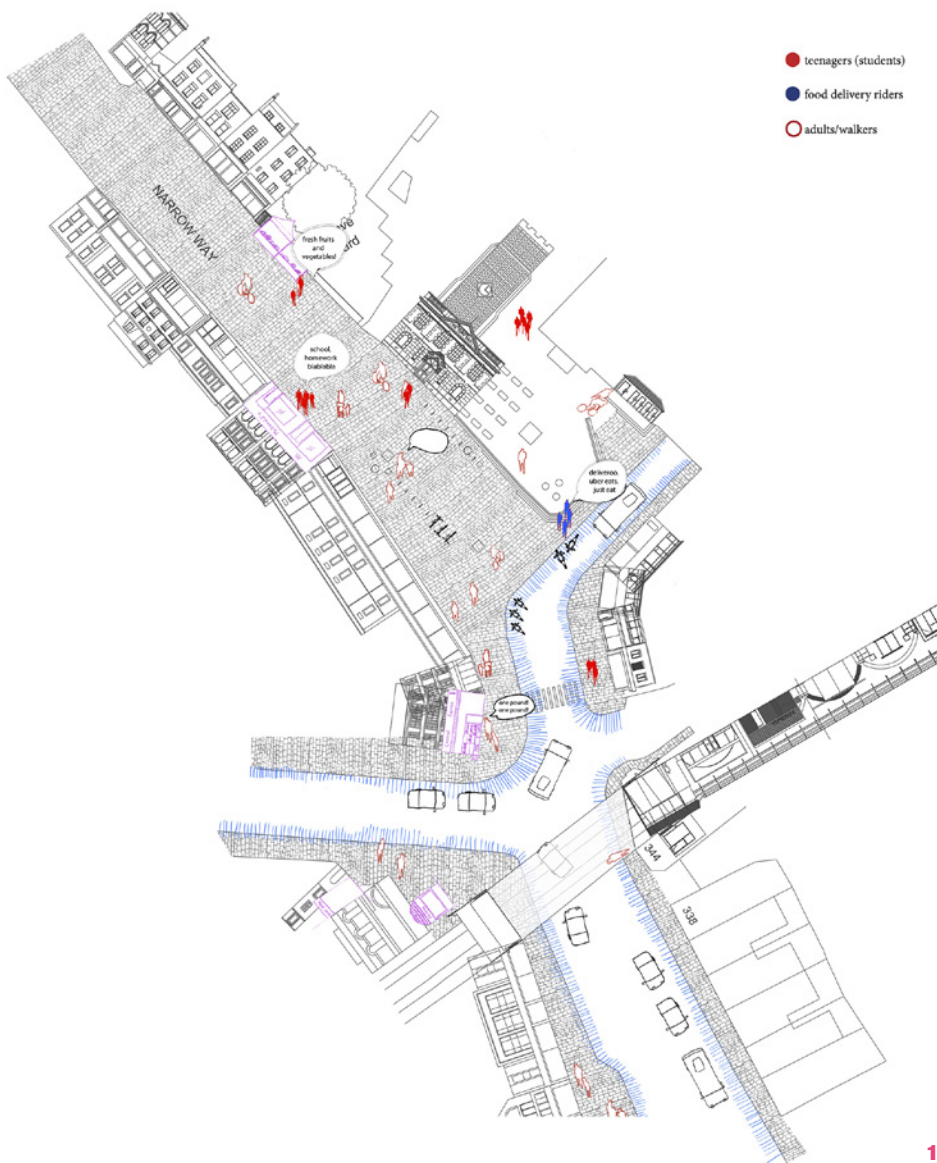 teenagers (students)
food delivery riders
adults/walkers
NARROW WAY
fresh fruits
and
vegetables!
school,
homework
blablabla
deliveroo,
uber eats,
just eat
one pound!
one pound!
344
338
1